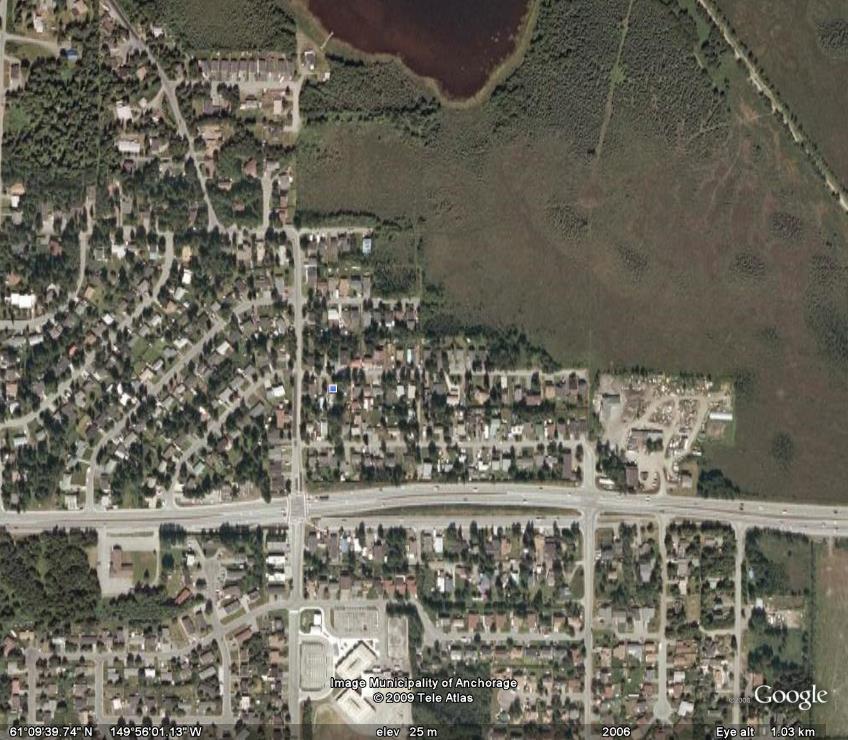 Image Municipality of Anchorage
© 2009 Tele Atlas
© 2008 Google
61°09'39.74" N 149°56'01.13" W elev 25 m 2006 Eye alt 1.03 km